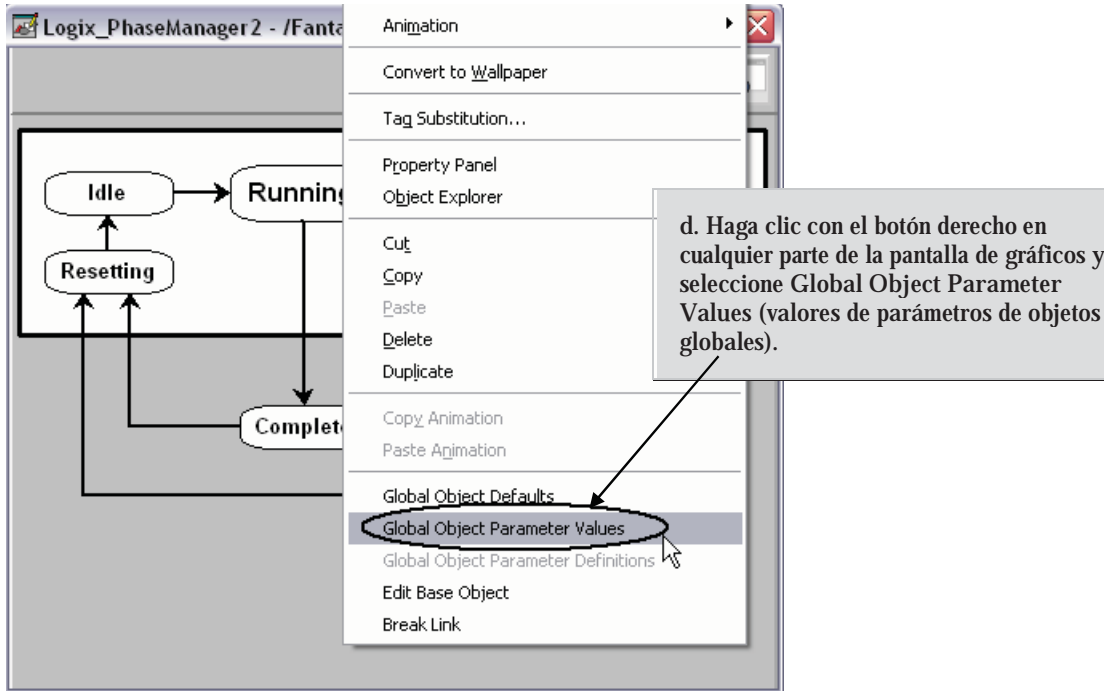 Logix_PhaseManager2 - /Fanta
Animation
Convert to Wallpaper
Tag Substitution...
Property Panel
Object Explorer
Cut
Copy
Paste
Delete
Duplicate
Copy Animation
Paste Animation
Global Object Defaults
Global Object Parameter Values
Global Object Parameter Definitions
Edit Base Object
Break Link
Idle
Running
Resetting
Complet
d. Haga clic con el botón derecho en
cualquier parte de la pantalla de gráficos y
seleccione Global Object Parameter
Values (valores de parámetros de objetos
globales).